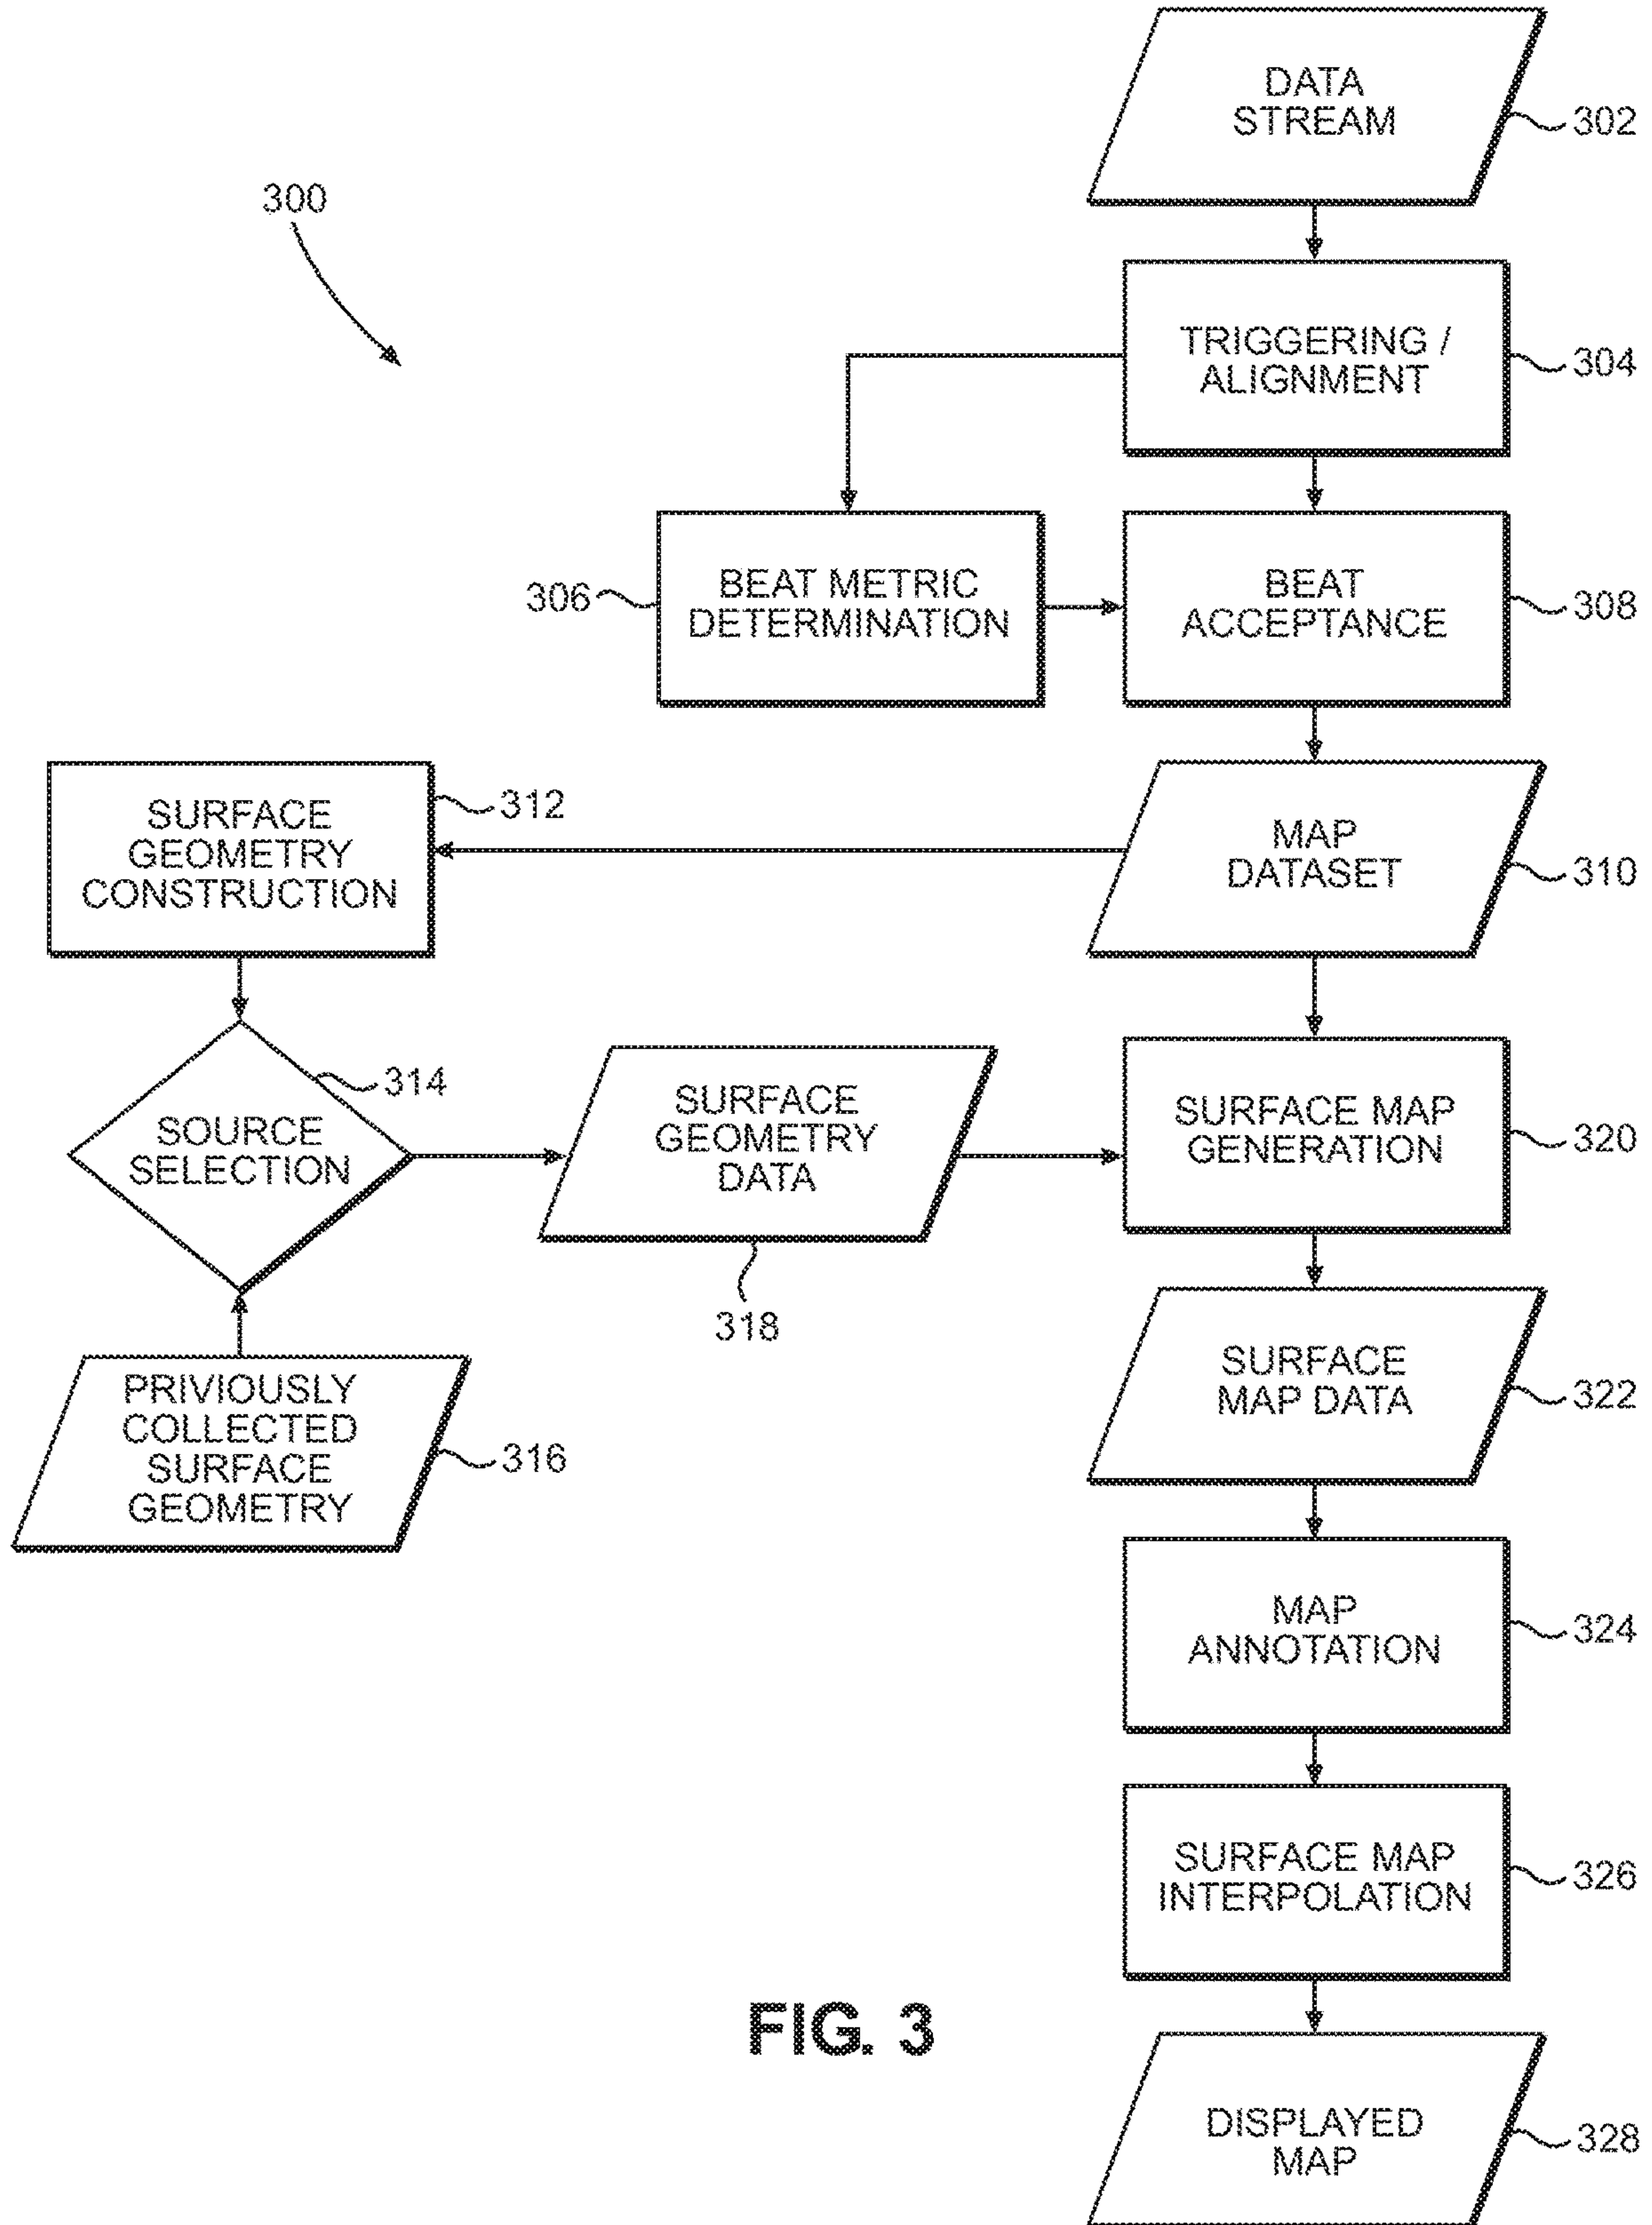 DATA
STREAM
302
300
TRIGGERING /
ALIGNMENT
304
306
BEAT METRIC
DETERMINATION
BEAT
ACCEPTANCE
308
SURFACE
GEOMETRY
CONSTRUCTION
312
MAP
DATASET
310
314
SOURCE
SELECTION
SURFACE
GEOMETRY
DATA
318
SURFACE MAP
GENERATION
320
PRIVIOUSLY
COLLECTED
SURFACE
GEOMETRY
316
SURFACE
MAP DATA
322
MAP
ANNOTATION
324
SURFACE MAP
INTERPOLATION
326
FIG. 3
DISPLAYED
MAP
328